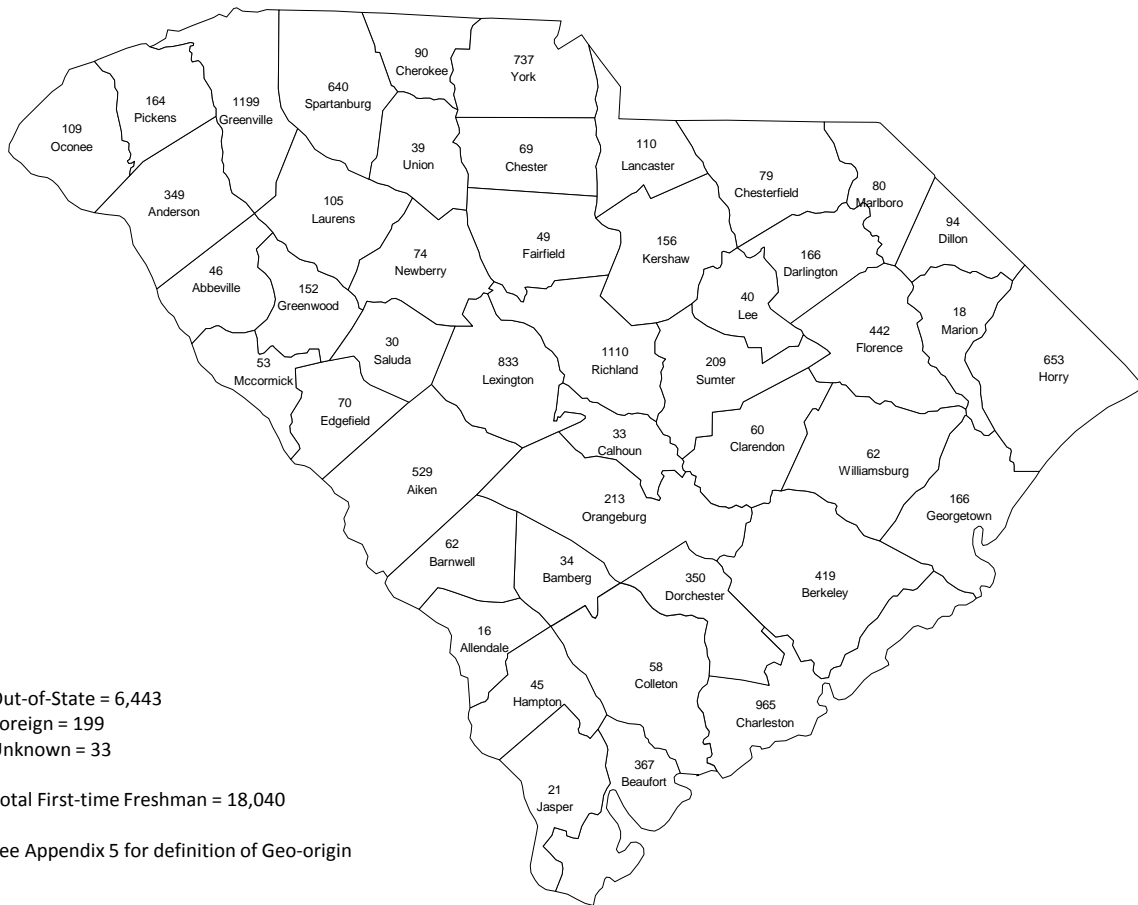 90
Cherokee
737
York
640
Spartanburg
1199
Greenville
164
Pickens
109
Oconee
39
Union
69
Chester
110
Lancaster
79
Chesterfield
80
Marlboro
94
Dillon
349
Anderson
105
Laurens
74
Newberry
49
Fairfield
156
Kershaw
166
Darlington
46
Abbeville
152
Greenwood
40
Lee
18
Marion
442
Florence
653
Horry
53
Mccormick
30
Saluda
833
Lexington
1110
Richland
209
Sumter
70
Edgefield
33
Calhoun
60
Clarendon
62
Williamsburg
529
Aiken
213
Orangeburg
166
Georgetown
62
Barnwell
34
Bamberg
350
Dorchester
419
Berkeley
16
Allendale
45
Hampton
58
Colleton
965
Charleston
367
Beaufort
21
Jasper
Out-of-State = 6,443
oreign = 199
Unknown = 33
otal First-time Freshman = 18,040
ee Appendix 5 for definition of Geo-origin